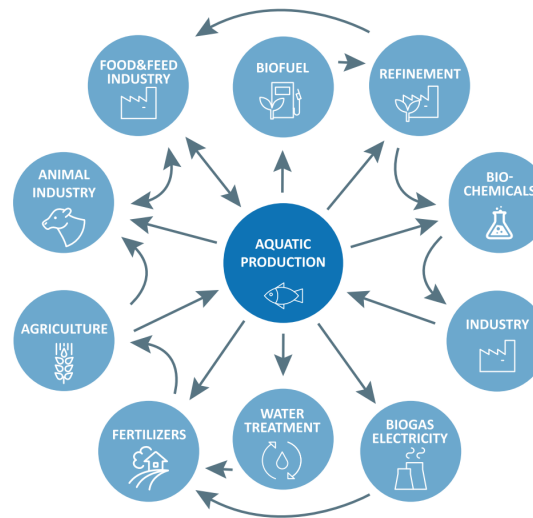 FOOD&FEED
INDUSTRY
BIOFUEL
REFINEMENT
ANIMAL
INDUSTRY
BIO-
CHEMICALS
AQUATIC
PRODUCTION
AGRICULTURE
INDUSTRY
FERTILIZERS
WATER
TREATMENT
BIOGAS
ELECTRICITY